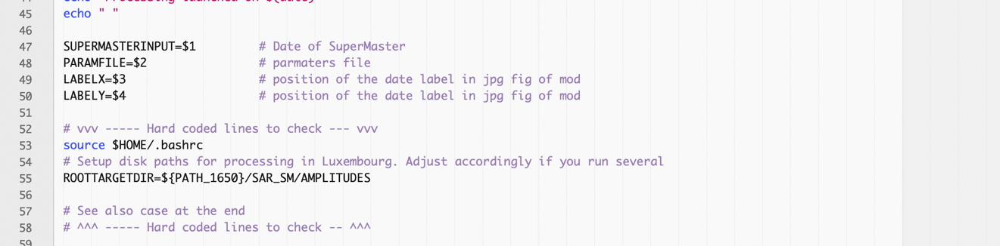 45 echo " "
46
47 SUPERMASTERINPUT=$1 # Date of SuperMaster
48 PARAMFILE=$2 # parmaters file
49 LABELX=$3 # position of the date label in jpg fig of mod
50 LABELY=$4 # position of the date label in jpg fig of mod
51
52 # vvv ----- Hard coded lines to check --- vvv
53 source $HOME/.bashrc
54 # Setup disk paths for processing in Luxembourg. Adjust accordingly if you run several
55 ROOTTARGETDIR=${PATH_1650}/SAR_SM/AMPLITUDES
56
57 # See also case at the end
58 # ^^^ ----- Hard coded lines to check -- ^^^
59